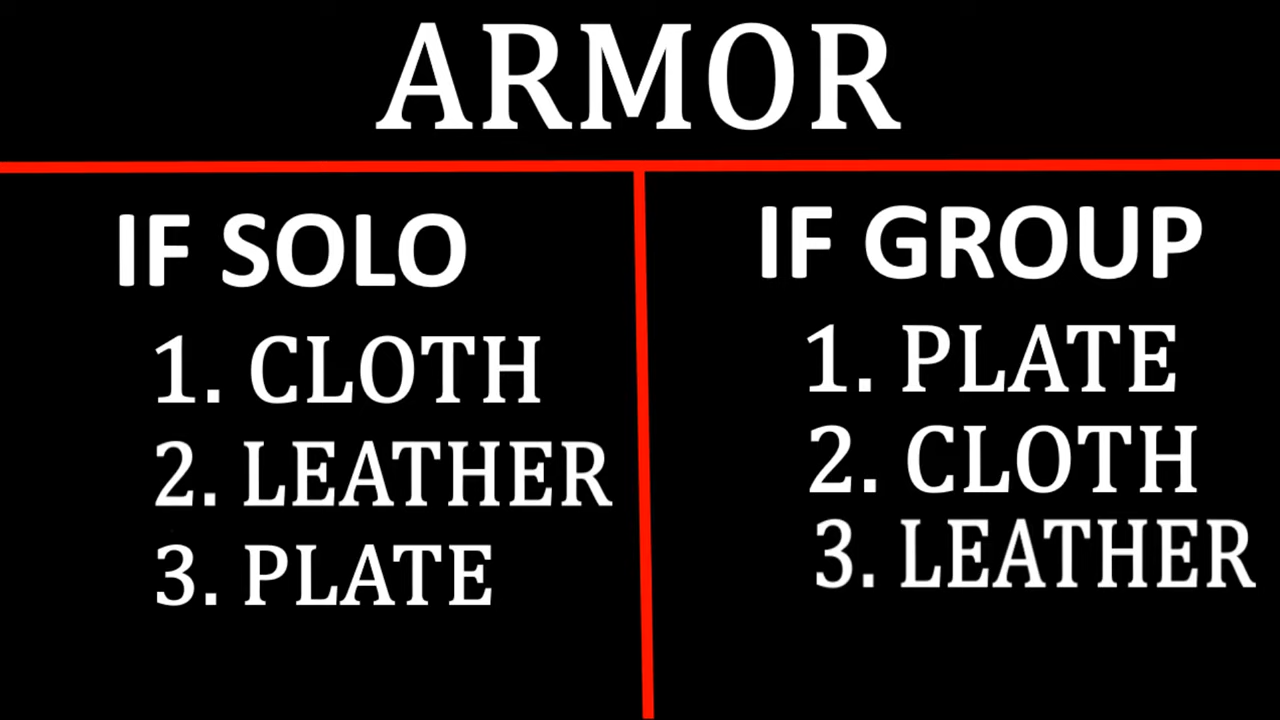 ARMOR
IF SOLO
1. CLOTH
2. LEATHER
3. PLATE
IF GROUP
1. PLATE
2. CLOTH
3. LEATHER